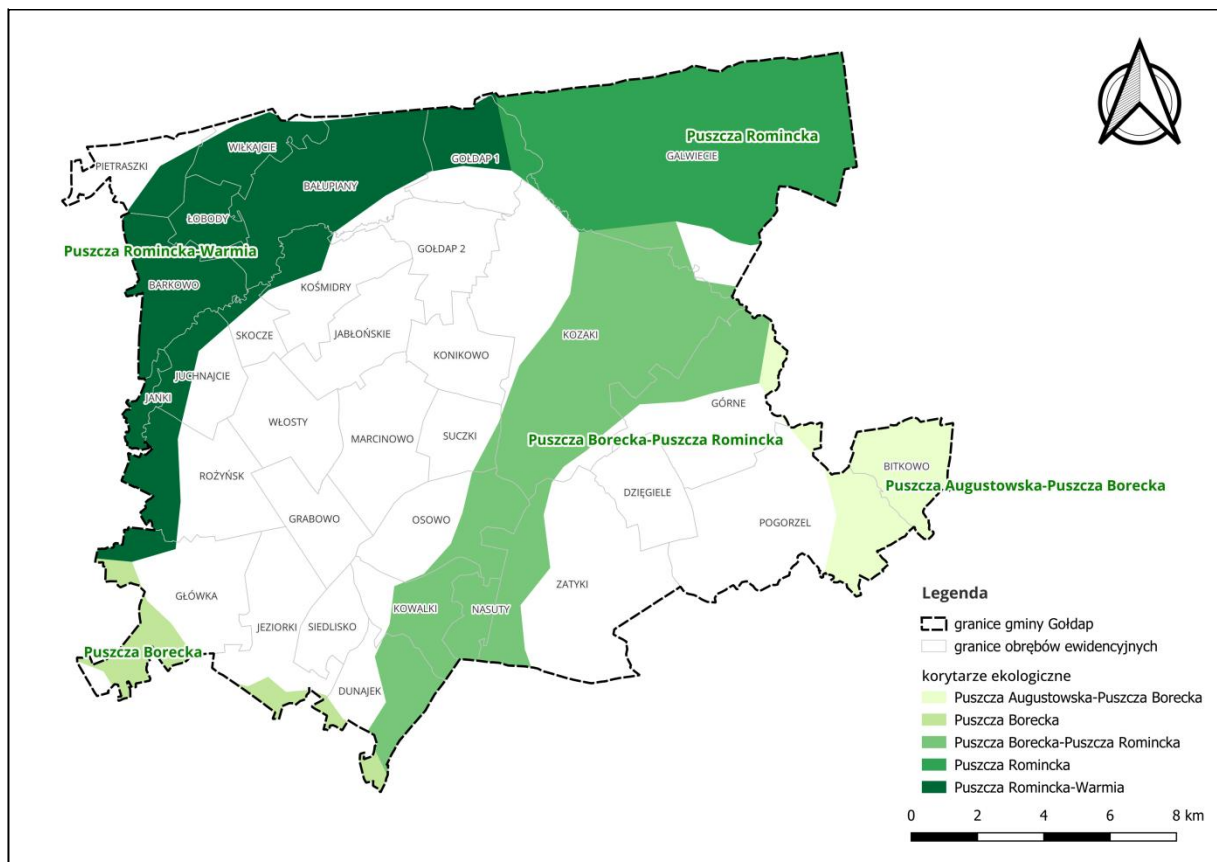 Puszcza Romincka
GĄLWIECIE
PIETRASZKI
WIŁKAJCIE
GOŁDAP 1
BAŁUPIANY
ŁOBODY
Puszcza Romincka-Warmia
GOŁDAP 2
BARKOWO
KOŚMIDRY
SKOCZE
JABŁOŃSKIE
KOZAKI
KONIKOWO
JUCHNAJCIE
JANKI
GÓRNE
WŁOSTY
MARCINOWO
SUCZKI
Puszcza Borecka-Puszcza Romincka
BITKOWO
ROŻYŃSK
Puszcza Augustowska-Puszcza Borecka
DZIĘGIELE
GRABOWO
OSOWO
POGORZEL
ZATYKI
GŁÓWKA
KOWALKI
NASUTY
JEZIORKI
SIEDLISKO
Puszcza Borecka
DUNAJEK
Legenda
granice gminy Gołdap
granice obrębów ewidencyjnych
korytarze ekologiczne
Puszcza Augustowska-Puszcza Borecka
Puszcza Borecka
Puszcza Borecka-Puszcza Romincka
Puszcza Romincka
Puszcza Romincka-Warmia
0 2 4 6 8 km